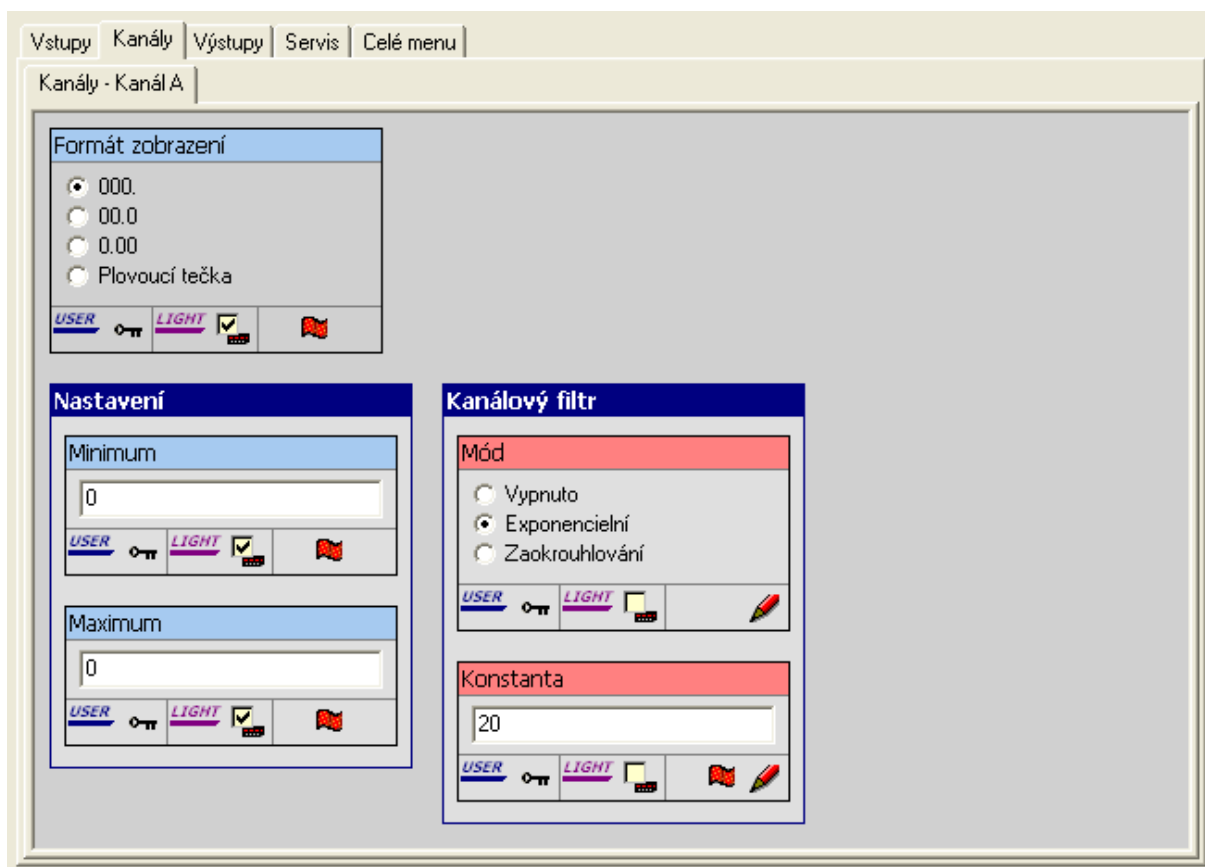 Vstupy Kanály Výstupy Servis Celé menu
Kanály - Kanál A
Formát zobrazení
000.
00.0
0.00
Plovoucí tečka
USER LIGHT
Nastavení
Minimum
0
USER LIGHT
Maximum
0
USER LIGHT
Kanálový filtr
Mód
Vypnuto
Exponencielní
Zaokrouhlování
USER LIGHT
Konstanta
20
USER LIGHT